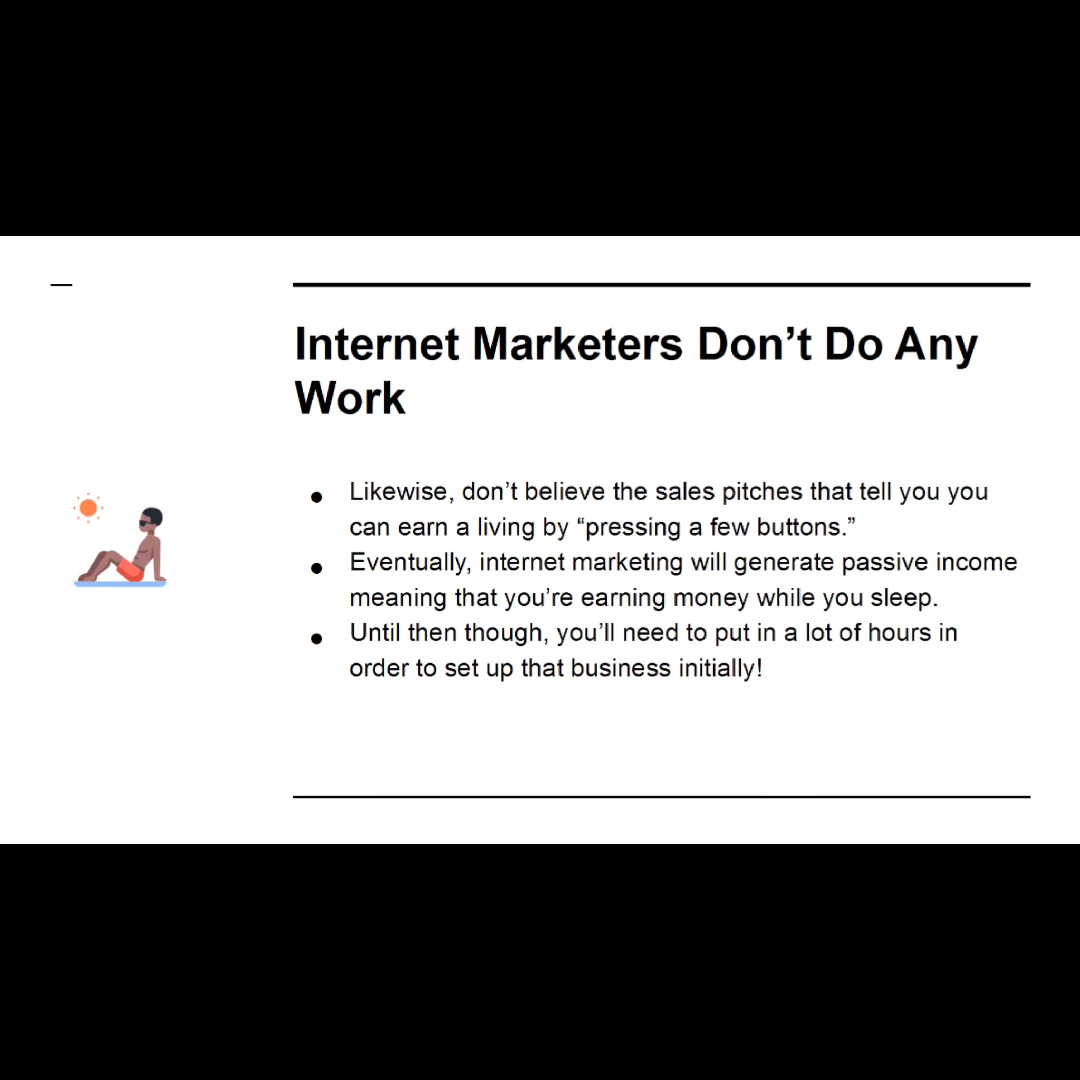 Internet Marketers Don’t Do Any
Work
● Likewise, don’t believe the sales pitches that tell you you
can earn a living by “pressing a few buttons.”
● Eventually, internet marketing will generate passive income
meaning that you’re earning money while you sleep.
● Until then though, you’ll need to put in a lot of hours in
order to set up that business initially!